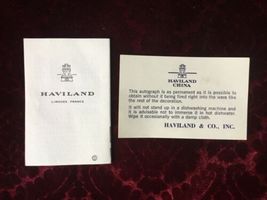 HAVILAND
LIMOGES FRANCE
HAVILAND
CHINA
This autograph is as permanent as it is possible to
obtain without it being fired right into the ware like
the rest of the decoration.
It will not stand up in a dishwashing machine and it
is advisable not to immerse it in hot dishwater.
Wipe it occasionally with a damp cloth.
HAVILAND & CO., INC.